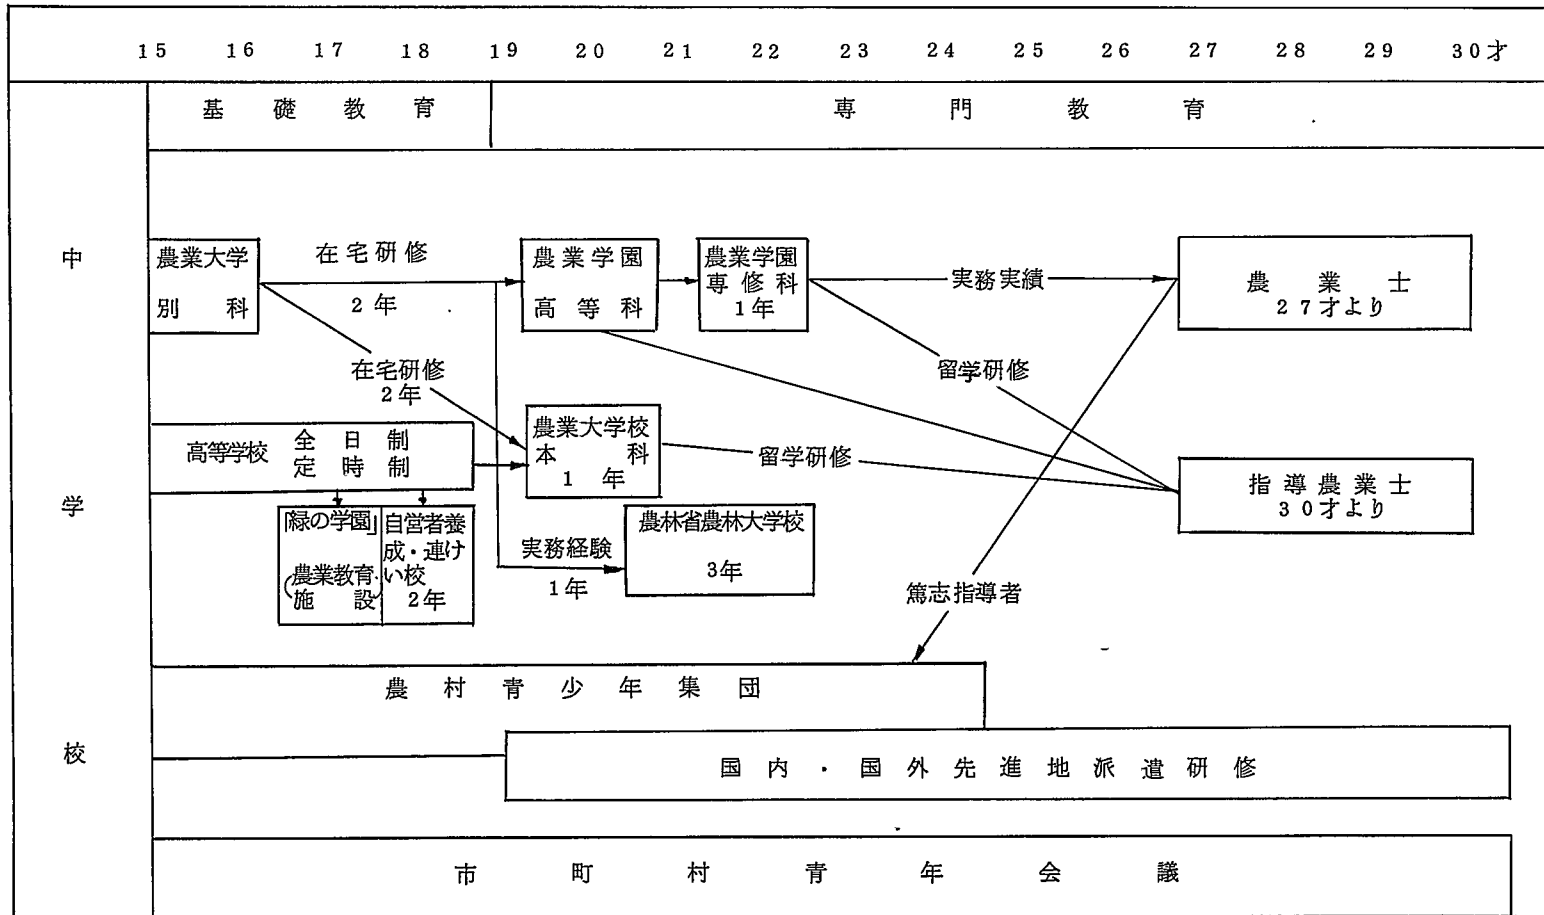 15 16 17 18 19 20 21 22 23 24 25 26 27 28 29 30才
基礎教育
専門教育
中学校
農業大学
別科
在宅研修
2年
農業学園
高等科
農業学園
専修科
1年
実務実績
農業士
27才より
在宅研修
2年
留学研修
高等学校 全日制
定時制
農業大学校
本科
1年
留学研修
指導農業士
30才より
「緑の学園」
(農業教育
施設)
自営者養
成・連け
い校
2年
実務経験
1年
農林省農林大学校
3年
篤志指導者
農村青少年集団
国内・国外先進地派遣研修
市町村青年会議